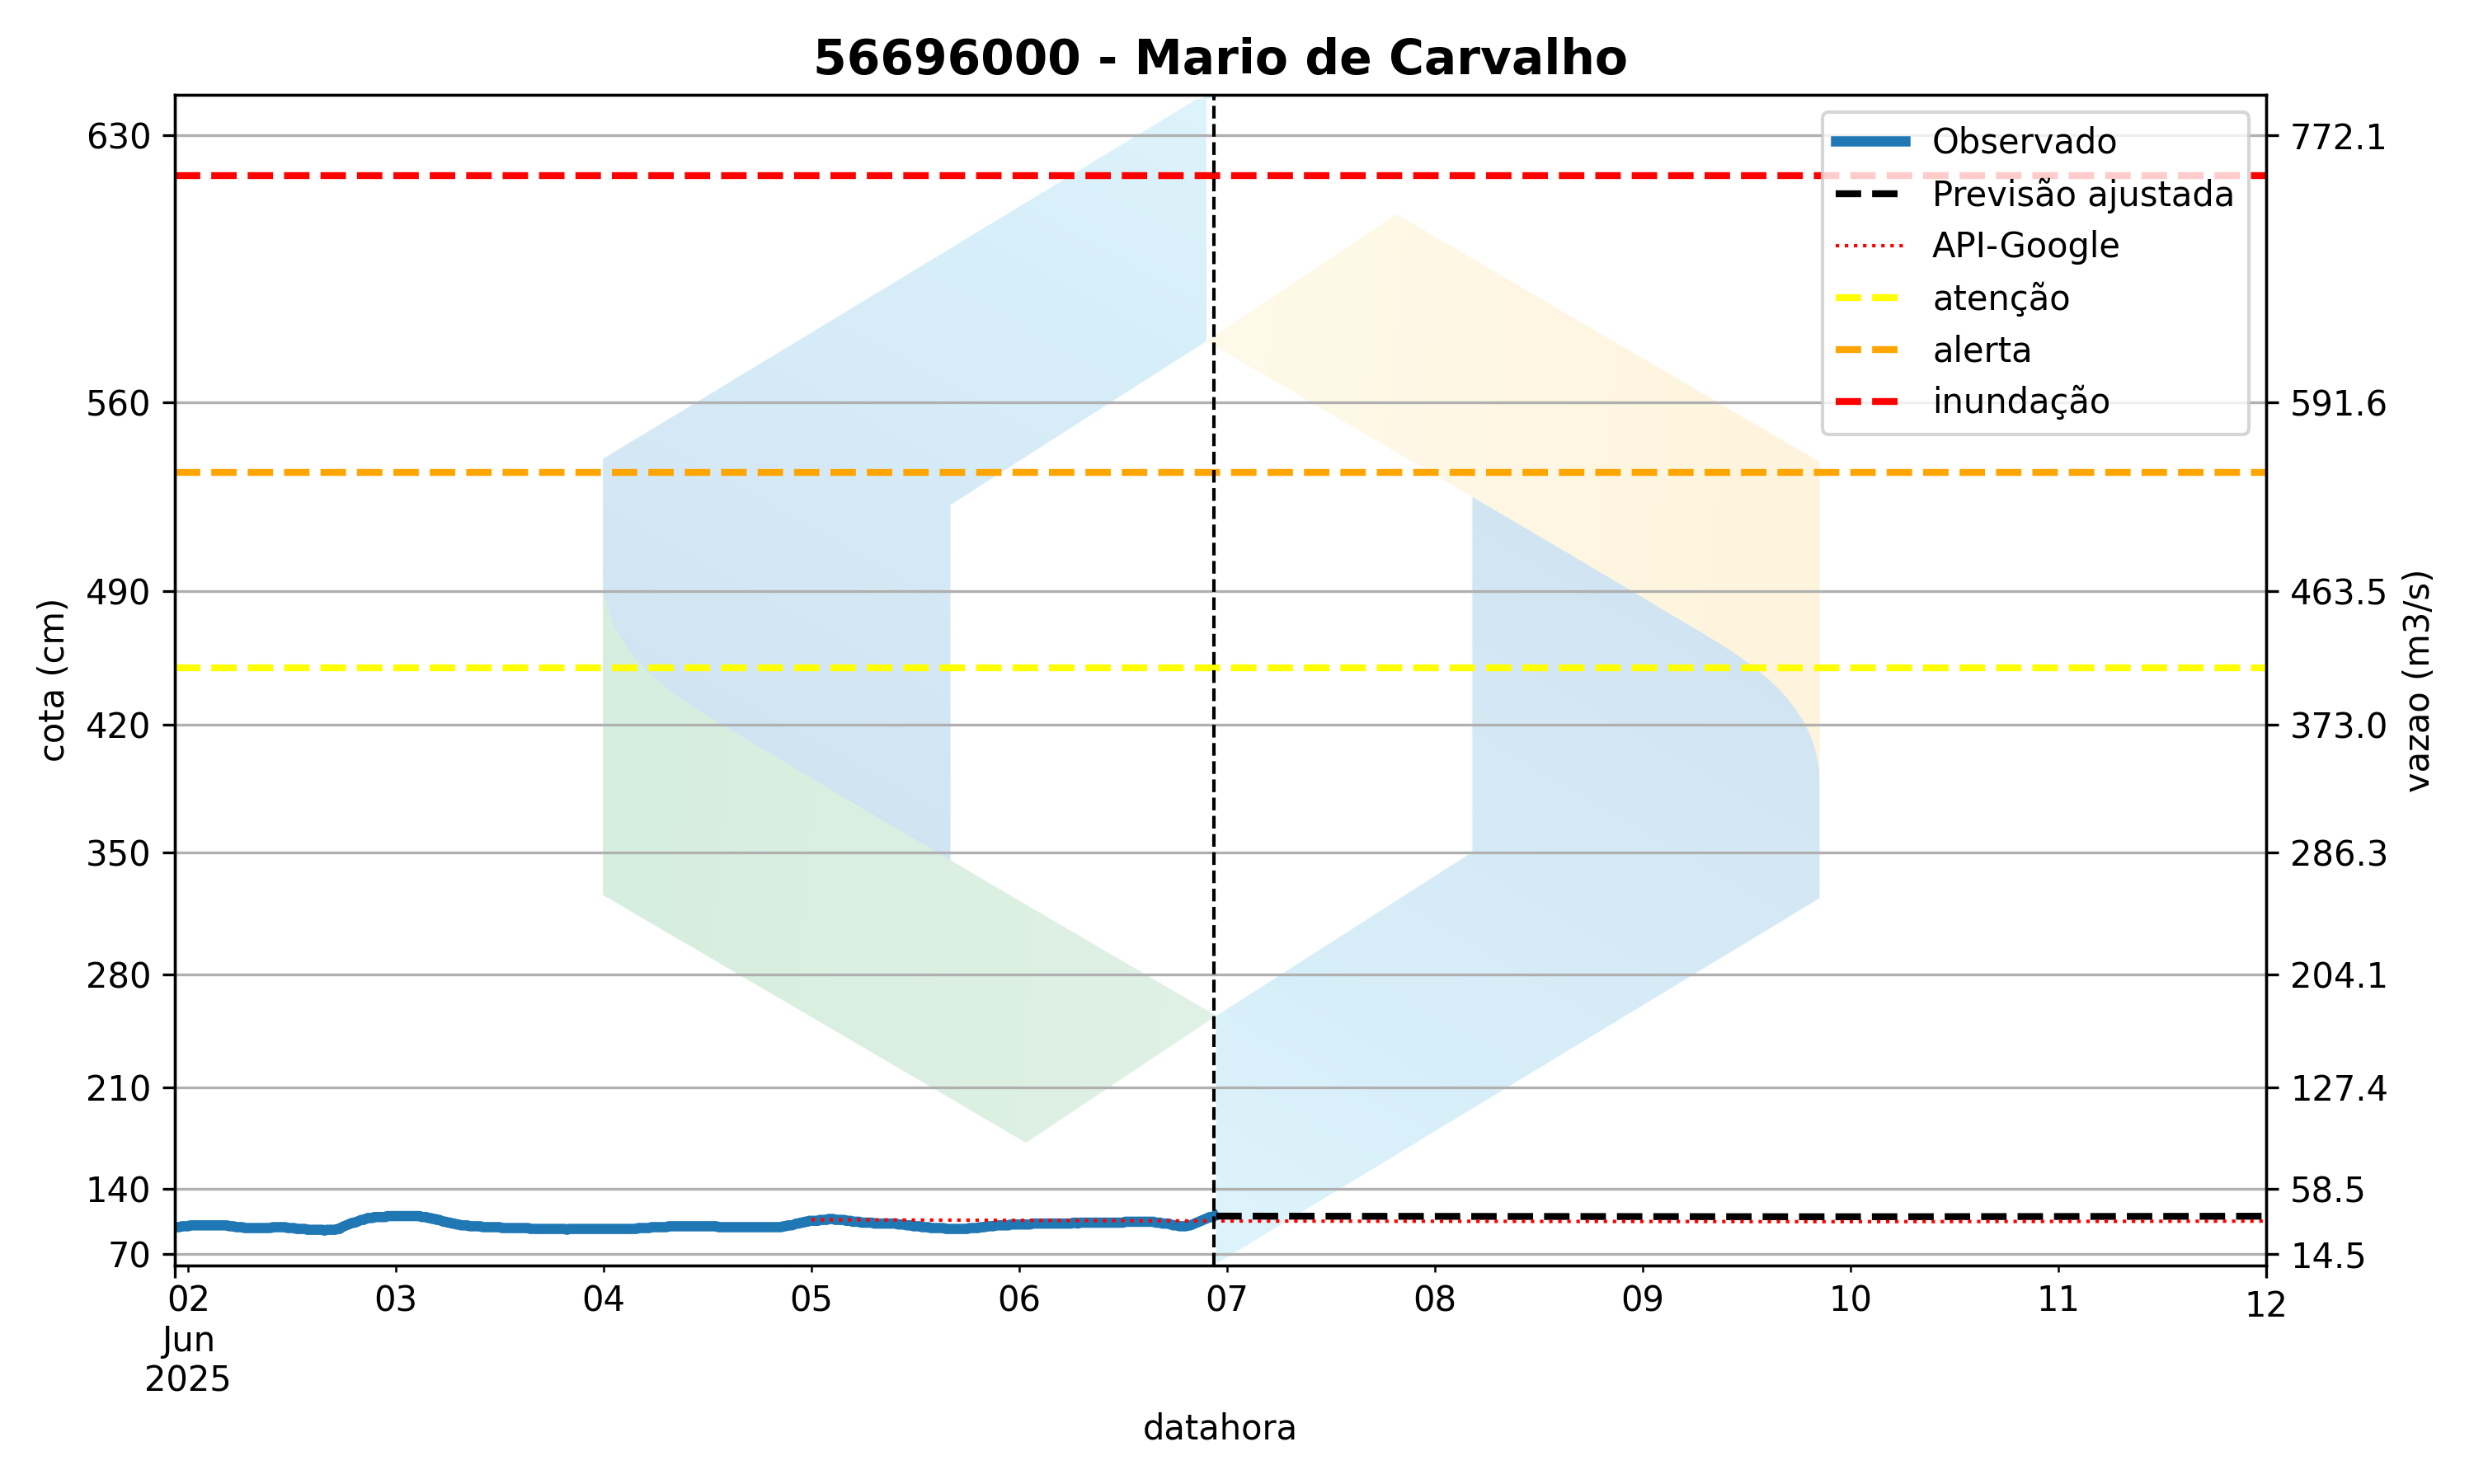 56696000 - Mario de Carvalho
630
560
490
420
350
280
210
140
70
cota (cm)
772.1
591.6
463.5
373.0
286.3
204.1
127.4
58.5
14.5
vazao (m3/s)
Observado
Previsão ajustada
API-Google
atenção
alerta
inundação
02
03
04
05
06
07
08
09
10
11
12
Jun
2025
datahora